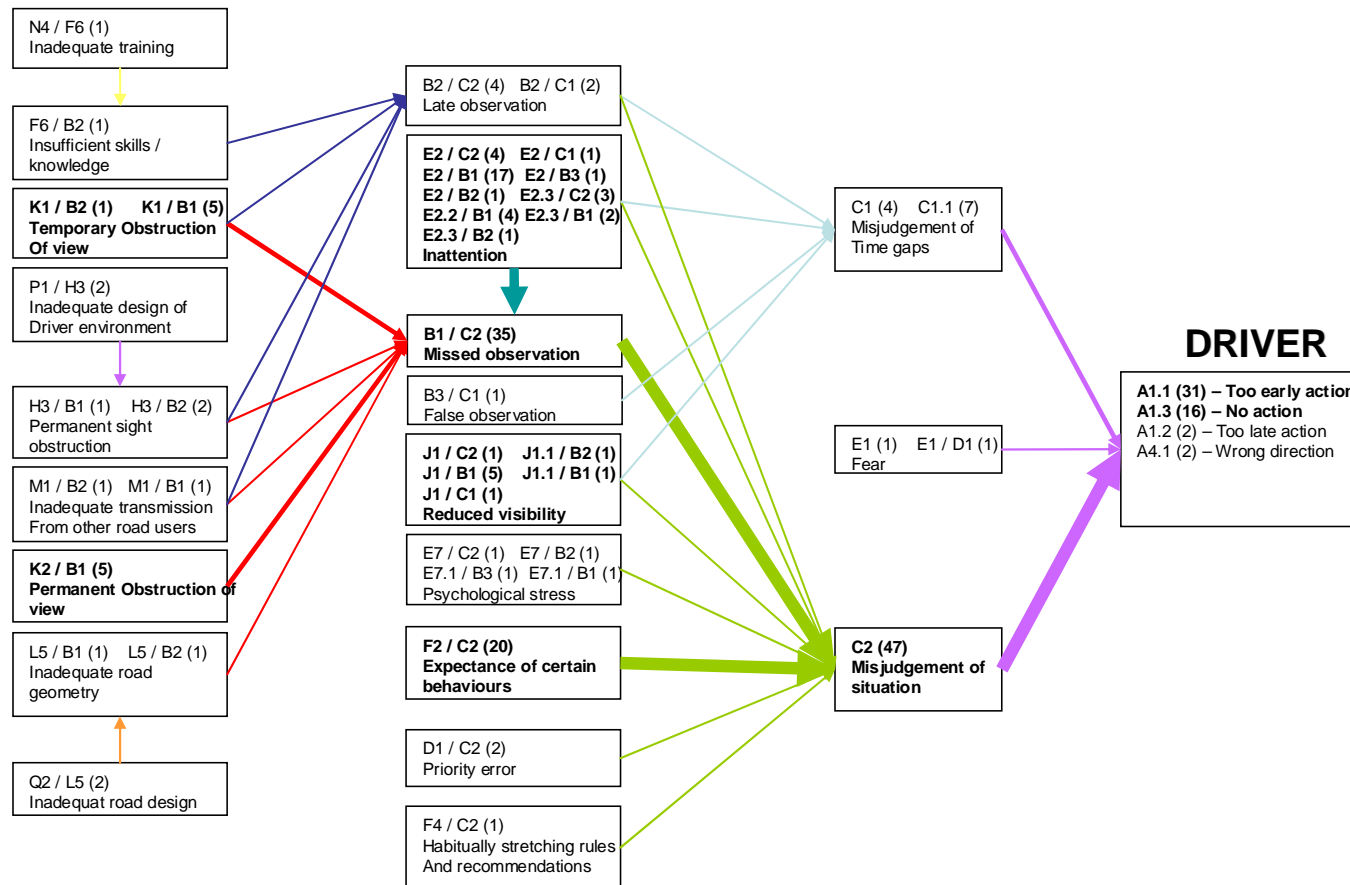 N4 / F6 (1)
Inadequate training
F6 / B2 (1)
Insufficient skills /
knowledge
K1 / B2 (1) K1 / B1 (5)
Temporary Obstruction
Of view
P1 / H3 (2)
Inadequate design of
Driver environment
H3 / B1 (1) H3 / B2 (2)
Permanent sight
obstruction
M1 / B2 (1) M1 / B1 (1)
Inadequate transmission
From other road users
K2 / B1 (5)
Permanent Obstruction of
view
L5 / B1 (1) L5 / B2 (1)
Inadequate road
geometry
Q2 / L5 (2)
Inadequat road design
B2 / C2 (4) B2 / C1 (2)
Late observation
E2 / C2 (4) E2 / C1 (1)
E2 / B1 (17) E2 / B3 (1)
E2 / B2 (1) E2.3 / C2 (3)
E2.2 / B1 (4) E2.3 / B1 (2)
E2.3 / B2 (1)
Inattention
B1 / C2 (35)
Missed observation
B3 / C1 (1)
False observation
J1 / C2 (1) J1.1 / B2 (1)
J1 / B1 (5) J1.1 / B1 (1)
J1 / C1 (1)
Reduced visibility
E7 / C2 (1) E7 / B2 (1)
E7.1 / B3 (1) E7.1 / B1 (1)
Psychological stress
F2 / C2 (20)
Expectance of certain
behaviours
D1 / C2 (2)
Priority error
F4 / C2 (1)
Habitually stretching rules
And recommendations
C1 (4) C1.1 (7)
Misjudgement of
Time gaps
E1 (1) E1 / D1 (1)
Fear
C2 (47)
Misjudgement of
situation
DRIVER
A1.1 (31) – Too early action
A1.3 (16) – No action
A1.2 (2) – Too late action
A4.1 (2) – Wrong direction